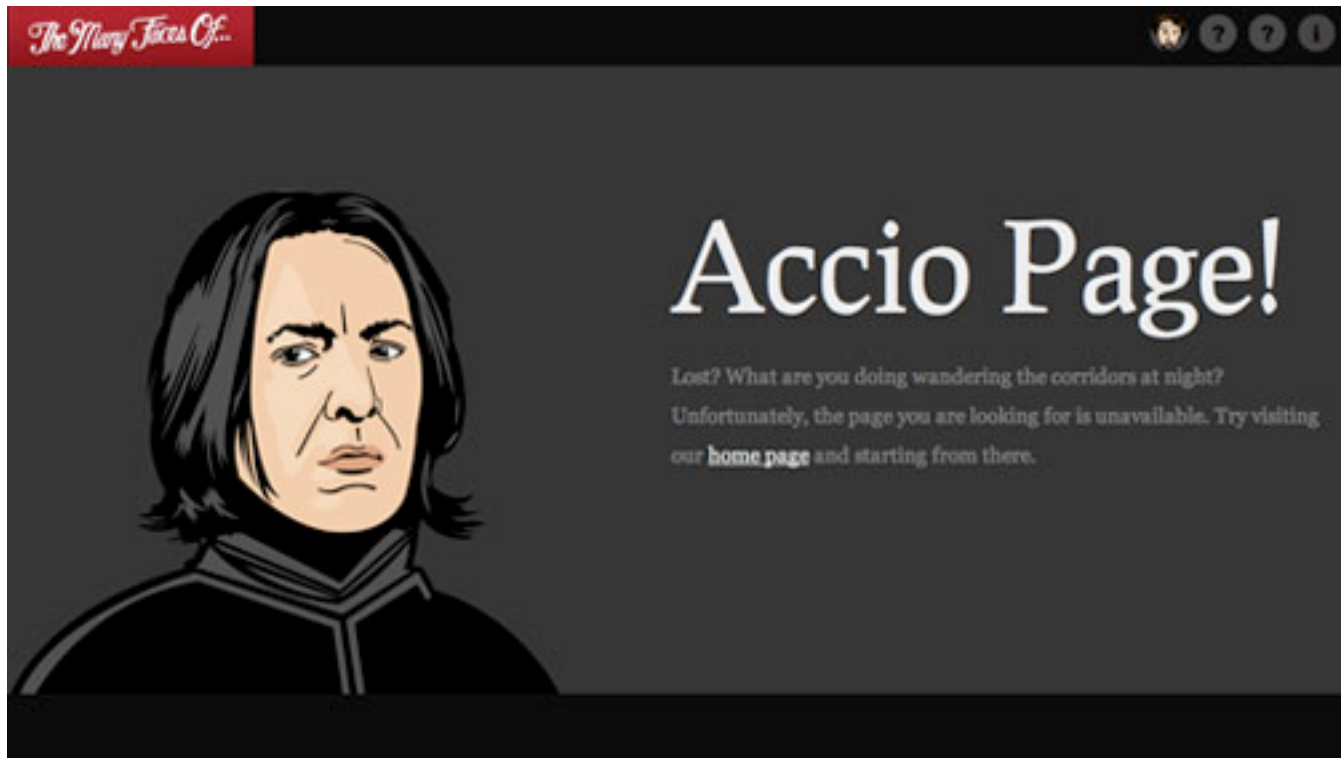 The Many Faces Of...
? ? i
Accio Page!
Lost? What are you doing wandering the corridors at night?
Unfortunately, the page you are looking for is unavailable. Try visiting
our home page and starting from there.